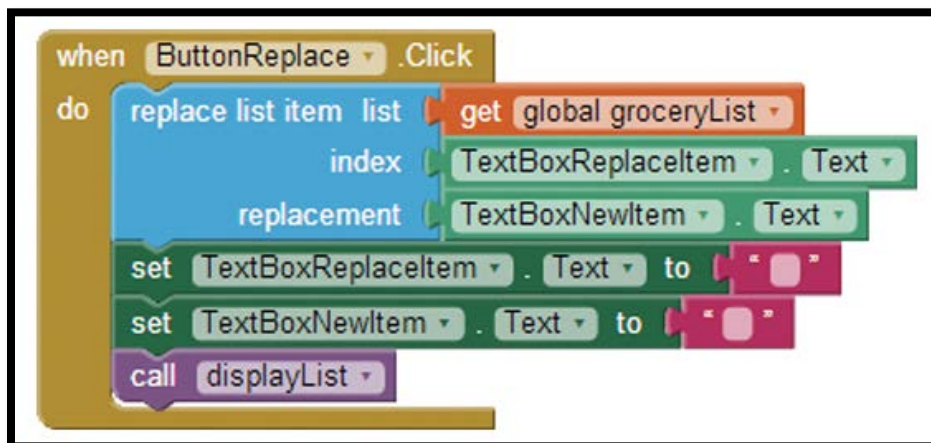 when ButtonReplace .Click
do replace list item list get global groceryList
index TextBoxReplaceItem . Text
replacement TextBoxNewItem . Text
set TextBoxReplaceItem . Text to “ ”
set TextBoxNewItem . Text to “ ”
call displayList